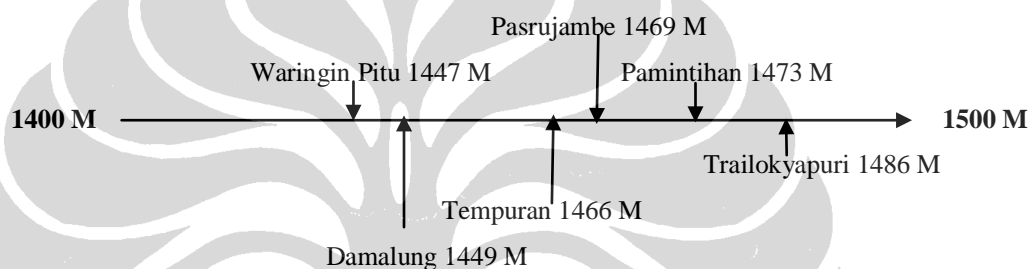 Pasrujambe 1469 M
Waringin Pitu 1447 M
Pamintihan 1473 M
1400 M
1500 M
Trailokyapuri 1486 M
Tempuran 1466 M
Damalung 1449 M